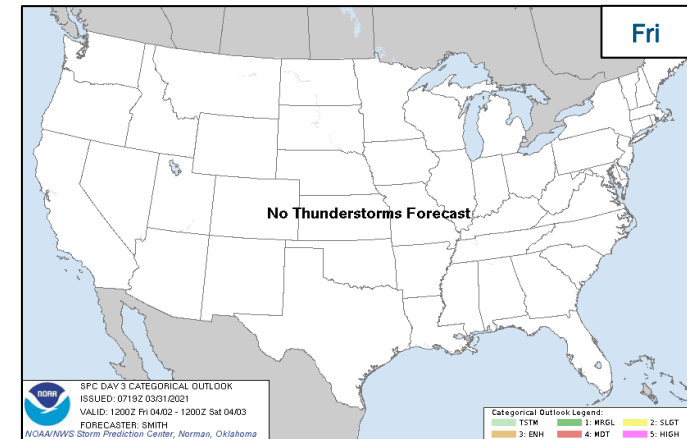 Fri
No Thunderstorms Forecast
NOAA
SPC DAY 3 CATEGORICAL OUTLOOK
ISSUED: 0719Z 03/31/2021
VALID: 1200Z Fri 04/02 - 1200Z Sat 04/03
FORECASTER: SMITH
NOAA/NWS Storm Prediction Center, Norman, Oklahoma
Categorical Outlook Legend:
TSTM 1: MRGL 2: SLGT
3: ENH 4: MDT 5: HIGH